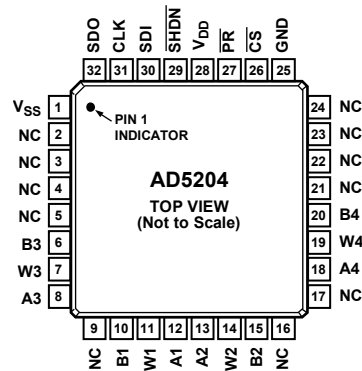 SDO CLK SDI SHDN VDD PR CS GND
32 31 30 29 28 27 26 25
VSS 1
NC 2
NC 3
NC 4
NC 5
B3 6
W3 7
A3 8
PIN 1
INDICATOR
AD5204
TOP VIEW
(Not to Scale)
24 NC
23 NC
22 NC
21 NC
20 B4
19 W4
18 A4
17 NC
9 10 11 12 13 14 15 16
NC B1 W1 A1 A2 W2 B2 NC